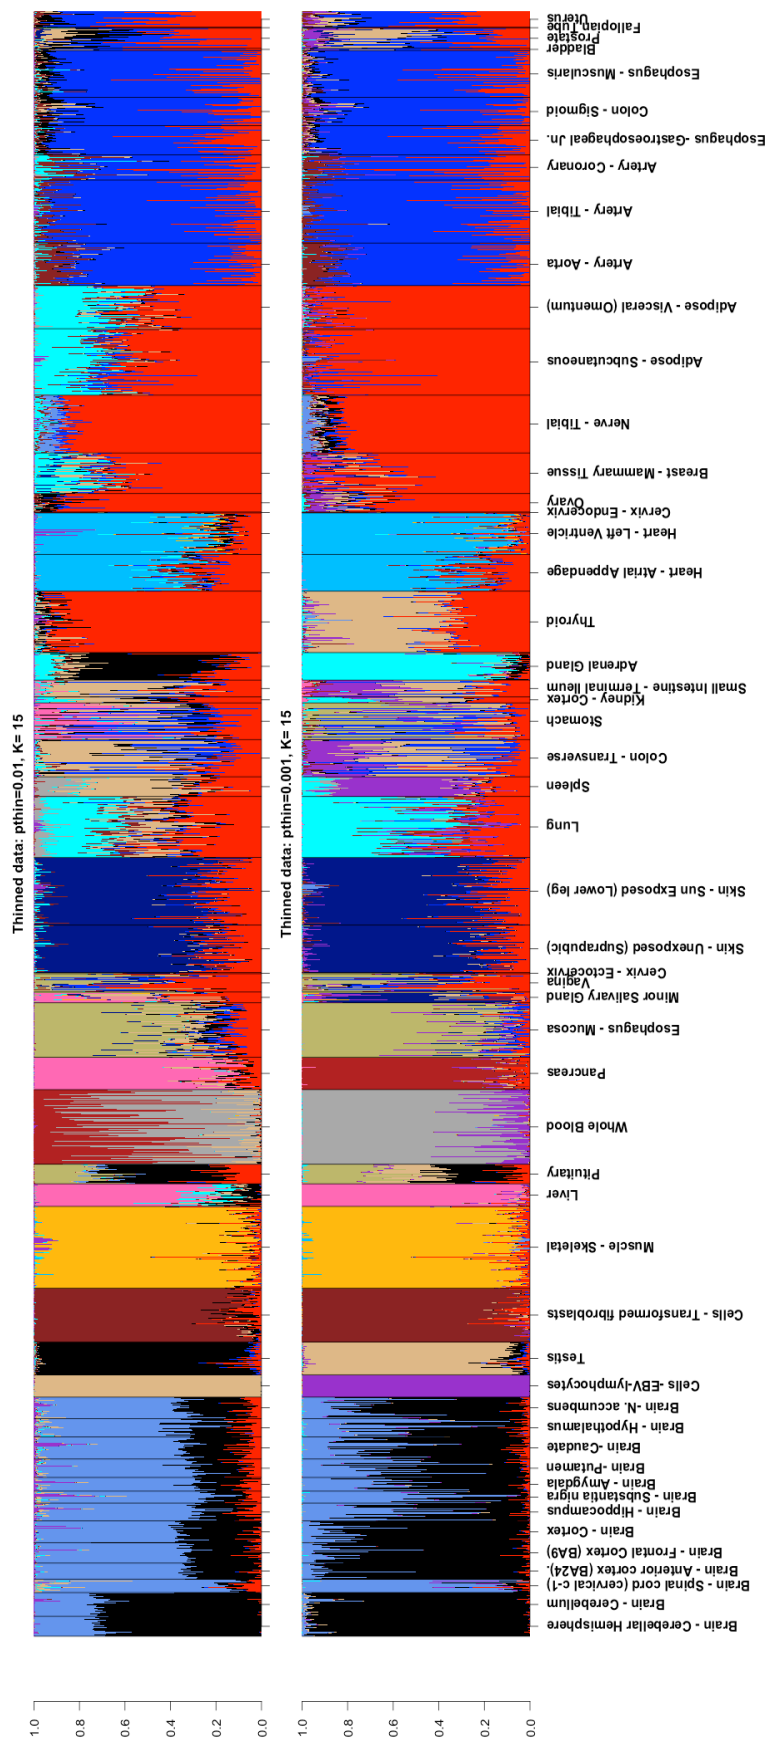 Thinned data: pthin=0.01, K= 15
1.0
0.8
0.6
0.4
0.2
0.0
Thinned data: pthin=0.001, K= 15
1.0
0.8
0.6
0.4
0.2
0.0
Uterus
Fallopian Tube
Prostate
Bladder
Esophagus - Muscularis
Colon - Sigmoid
Esophagus -Gastroesophageal Jn.
Artery - Coronary
Artery - Tibial
Artery - Aorta
Adipose - Visceral (Omentum)
Adipose - Subcutaneous
Nerve - Tibial
Breast - Mammary Tissue
Ovary
Cervix - Endocervix
Heart - Left Ventricle
Heart - Atrial Appendage
Thyroid
Adrenal Gland
Small Intestine - Terminal Ileum
Kidney - Cortex
Stomach
Colon - Transverse
Spleen
Lung
Skin - Sun Exposed (Lower leg)
Skin - Unexposed (Suprapubic)
Cervix - Ectocervix
Vagina
Minor Salivary Gland
Esophagus - Mucosa
Pancreas
Whole Blood
Pituitary
Liver
Muscle - Skeletal
Cells - Transformed fibroblasts
Testis
Cells -EBV-lymphocytes
Brain -N. accumbens
Brain - Hypothalamus
Brain -Caudate
Brain -Putamen
Brain - Amygdala
Brain - Substantia nigra
Brain - Hippocampus
Brain - Cortex
Brain - Frontal Cortex (BA9)
Brain - Anterior cortex (BA24).
Brain - Spinal cord (cervical c-1)
Brain - Cerebellum
Brain - Cerebellar Hemisphere